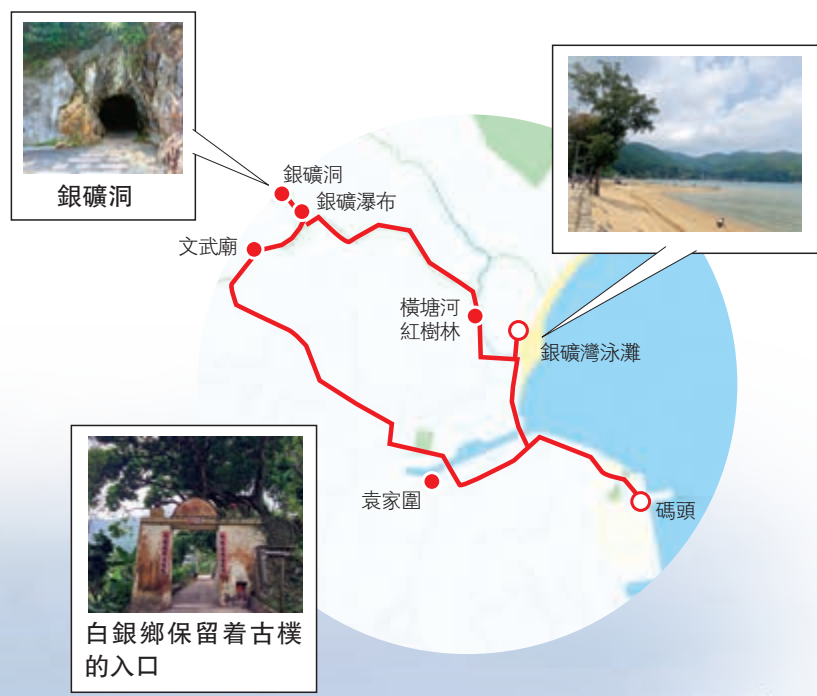 銀礦洞
銀礦洞
銀礦瀑布
文武廟
橫塘河
紅樹林
銀礦灣泳灘
袁家圍
碼頭
白銀鄉保留着古樸
的入口